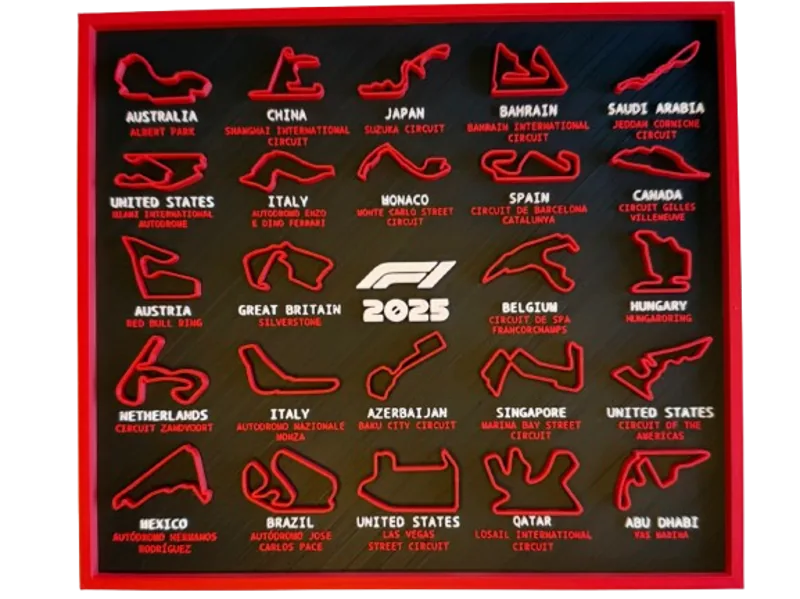 AUSTRALIA
ALBERT PARK
CHINA
SHANGHAI INTERNATIONAL
CIRCUIT
JAPAN
SUZUKA CIRCUIT
BAHRAIN
BAHRAIN INTERNATIONAL
CIRCUIT
SAUDI ARABIA
JEDDAH CORNICHE
CIRCUIT
UNITED STATES
MIAMI INTERNATIONAL
AUTODROME
ITALY
AUTODROMO ENZO
E DINO FERRARI
MONACO
MONTE CARLO STREET
CIRCUIT
SPAIN
CIRCUIT DE BARCELONA
CATALUNYA
CANADA
CIRCUIT GILLES
VILLENEUVE
AUSTRIA
RED BULL RING
GREAT BRITAIN
SILVERSTONE
F1
2025
BELGIUM
CIRCUIT DE SPA
FRANCORCHAMPS
HUNGARY
HUNGARORING
NETHERLANDS
CIRCUIT ZANDVOORT
ITALY
AUTODROMO NAZIONALE
MONZA
AZERBAIJAN
BAKU CITY CIRCUIT
SINGAPORE
MARINA BAY STREET
CIRCUIT
UNITED STATES
CIRCUIT OF THE
AMERICAS
MEXICO
AUTÓDROMO HERMANOS
RODRÍGUEZ
BRAZIL
AUTÓDROMO JOSE
CARLOS PACE
UNITED STATES
LAS VEGAS
STREET CIRCUIT
QATAR
LOSAIL INTERNATIONAL
CIRCUIT
ABU DHABI
YAS MARINA